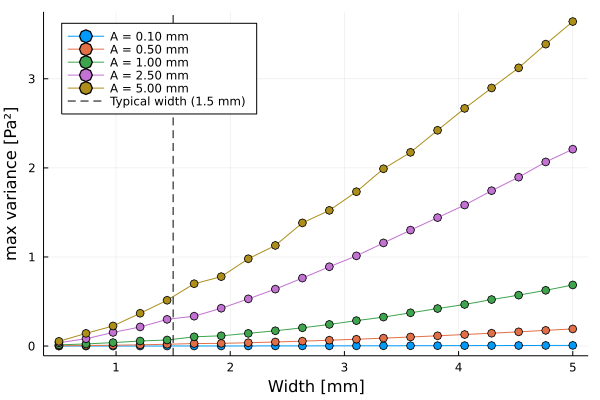 A = 0.10 mm
A = 0.50 mm
A = 1.00 mm
A = 2.50 mm
A = 5.00 mm
Typical width (1.5 mm)
max variance [Pa²]
3
2
1
0
1
2
3
4
5
Width [mm]